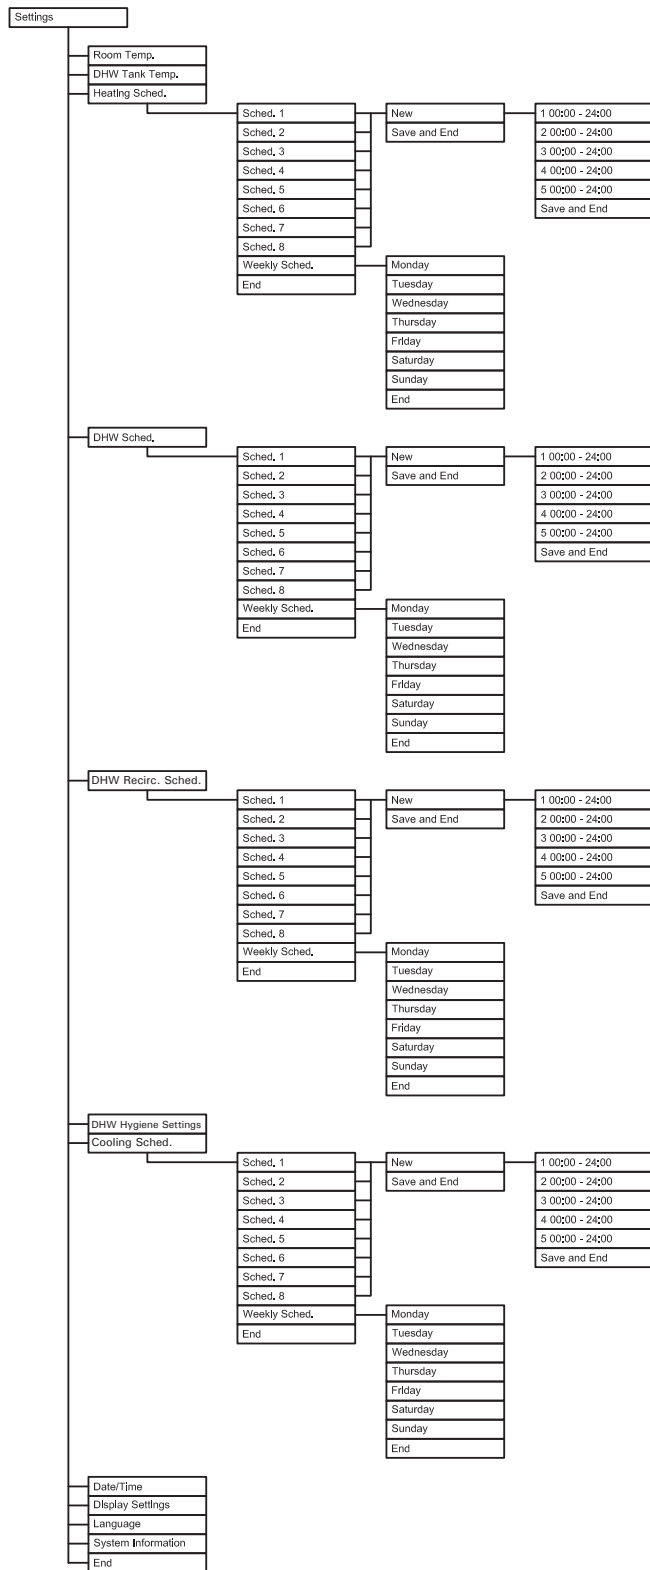 Settings
Room Temp.
DHW Tank Temp.
Heating Sched.
Sched. 1
New
1 00:00 - 24:00
Sched. 2
Save and End
2 00:00 - 24:00
Sched. 3
3 00:00 - 24:00
Sched. 4
4 00:00 - 24:00
Sched. 5
5 00:00 - 24:00
Sched. 6
Save and End
Sched. 7
Sched. 8
Weekly Sched.
Monday
End
Tuesday
Wednesday
Thursday
Friday
Saturday
Sunday
End
DHW Sched.
Sched. 1
New
1 00:00 - 24:00
Sched. 2
Save and End
2 00:00 - 24:00
Sched. 3
3 00:00 - 24:00
Sched. 4
4 00:00 - 24:00
Sched. 5
5 00:00 - 24:00
Sched. 6
Save and End
Sched. 7
Sched. 8
Weekly Sched.
Monday
End
Tuesday
Wednesday
Thursday
Friday
Saturday
Sunday
End
DHW Recirc. Sched.
Sched. 1
New
1 00:00 - 24:00
Sched. 2
Save and End
2 00:00 - 24:00
Sched. 3
3 00:00 - 24:00
Sched. 4
4 00:00 - 24:00
Sched. 5
5 00:00 - 24:00
Sched. 6
Save and End
Sched. 7
Sched. 8
Weekly Sched.
Monday
End
Tuesday
Wednesday
Thursday
Friday
Saturday
Sunday
End
DHW Hygiene Settings
Cooling Sched.
Sched. 1
New
1 00:00 - 24:00
Sched. 2
Save and End
2 00:00 - 24:00
Sched. 3
3 00:00 - 24:00
Sched. 4
4 00:00 - 24:00
Sched. 5
5 00:00 - 24:00
Sched. 6
Save and End
Sched. 7
Sched. 8
Weekly Sched.
Monday
End
Tuesday
Wednesday
Thursday
Friday
Saturday
Sunday
End
Date/Time
Display Settings
Language
System Information
End